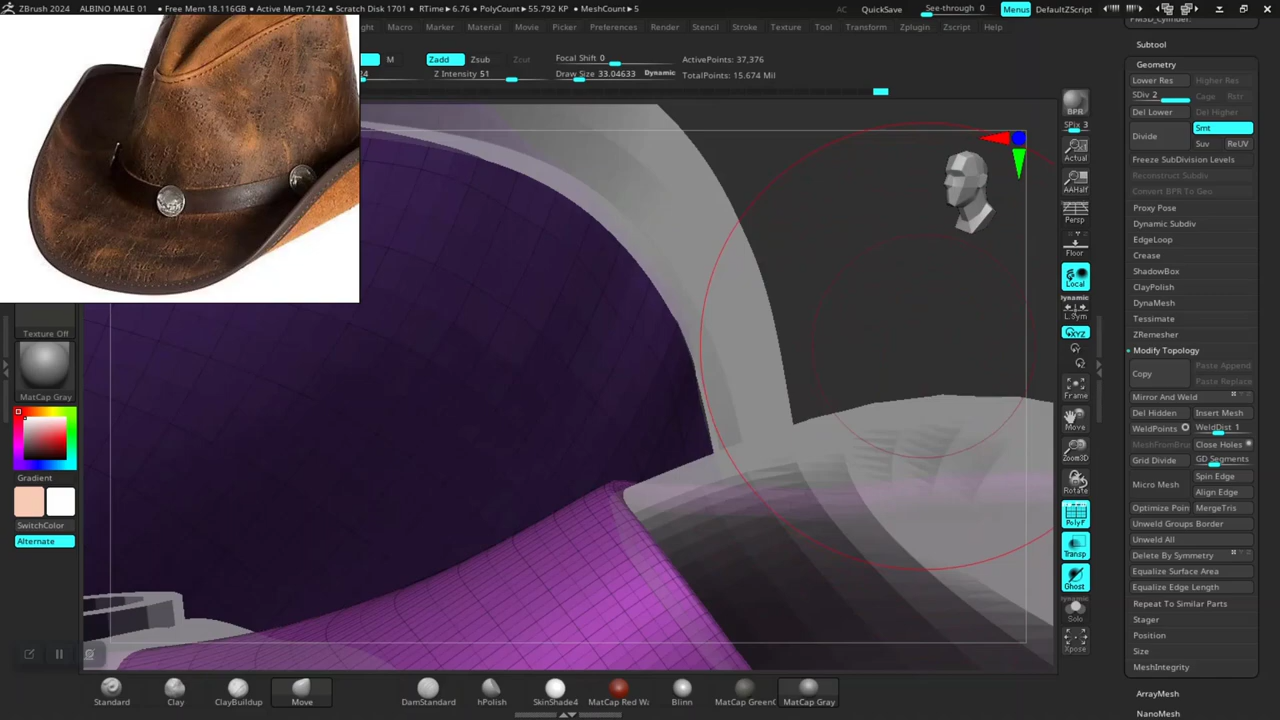 ZBrush 2024 ALBINO MALE 01 • Free Mem 18.116GB • Active Mem 7142 • Scratch Disk 1701 • RTime▸6.76 PolyCount▸55.792 KP • MeshCount▸5 AC QuickSave See-through 0 Menus DefaultZScript
Macro Marker Material Movie Picker Preferences Render Stencil Stroke Texture Tool Transform Zplugin Zscript Help
M Zadd Zsub Zcut Focal Shift 0 ActivePoints: 37,376
Z Intensity 51 Draw Size 33.04633 Dynamic TotalPoints: 15.674 Mil
Subtool
Geometry
Lower Res Higher Res
SDiv 2 Cage Rstr
Del Lower Del Higher
Divide Smt
Suv ReUV
Freeze SubDivision Levels
Reconstruct Subdiv
Convert BPR To Geo
Proxy Pose
Dynamic Subdiv
EdgeLoop
Crease
ShadowBox
ClayPolish
DynaMesh
Tessimate
ZRemesher
Modify Topology
Copy Paste Append
Paste Replace
Mirror And Weld
Del Hidden Insert Mesh
WeldPoints WeldDist 1
MeshFromBru Close Holes
Grid Divide GD Segments
Micro Mesh Spin Edge
Align Edge
Optimize Poin MergeTris
Unweld Groups Border
Unweld All
Delete By Symmetry
Equalize Surface Area
Equalize Edge Length
Repeat To Similar Parts
Stager
Position
Size
MeshIntegrity
ArrayMesh
NanoMesh
BPR
SPix 3
Actual
AAHalf
Persp
Floor
Local
Dynamic
L.Sym
XYZ
Frame
Move
Zoom3D
Rotate
PolyF
Transp
Ghost
Dynamic
Solo
Xpose
Texture Off
MatCap Gray
Gradient
SwitchColor
Alternate
Standard Clay ClayBuildup Move DamStandard hPolish SkinShade4 MatCap Red Wa Blinn MatCap GreenC MatCap Gray